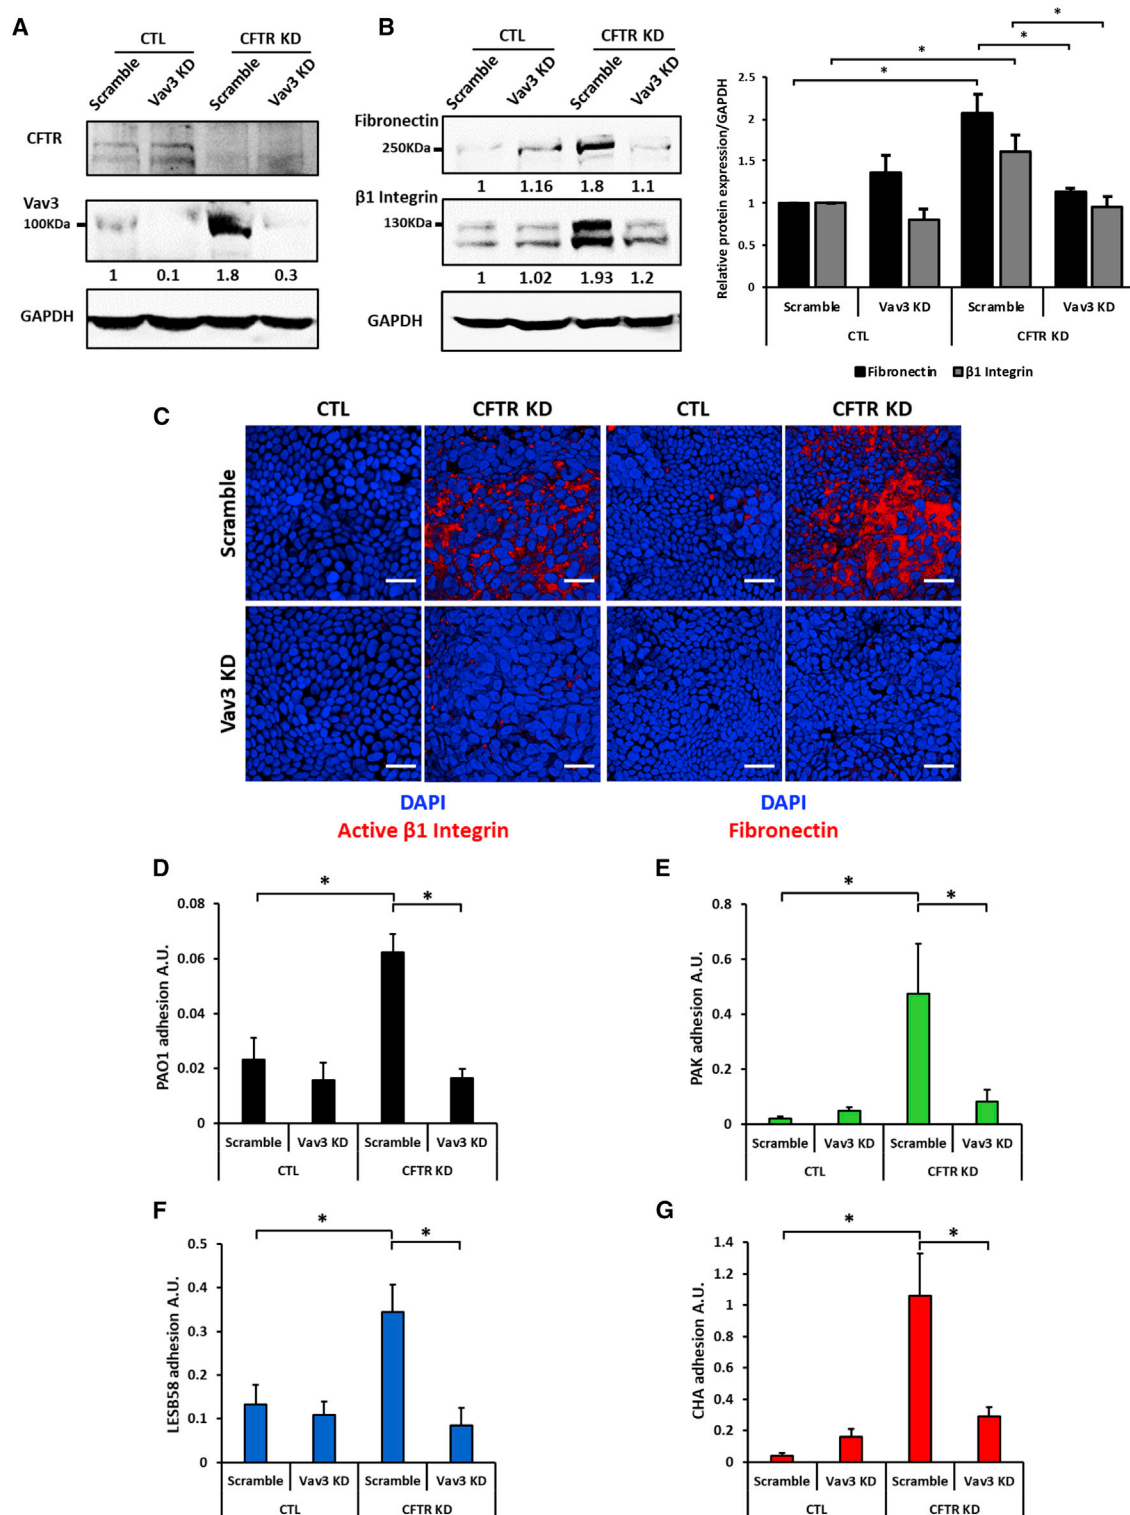 A
CTL
CFTR KD
Scramble
Vav3 KD
Scramble
Vav3 KD
CFTR
Vav3
100KDa
1 0.1 1.8 0.3
GAPDH
B
CTL
CFTR KD
Scramble
Vav3 KD
Scramble
Vav3 KD
Fibronectin
250KDa
1 1.16 1.8 1.1
β1 Integrin
130KDa
1 1.02 1.93 1.2
GAPDH
*
*
*
*
Relative protein expression/GAPDH
2.5
2
1.5
1
0.5
0
Scramble Vav3 KD Scramble Vav3 KD
CTL CFTR KD
Fibronectin β1 Integrin
C
CTL CFTR KD CTL CFTR KD
Scramble
Vav3 KD
DAPI
Active β1 Integrin
DAPI
Fibronectin
D
* *
PAO1 adhesion A.U.
0.08
0.06
0.04
0.02
0
Scramble Vav3 KD Scramble Vav3 KD
CTL CFTR KD
E
* *
PAK adhesion A.U.
0.8
0.6
0.4
0.2
0
Scramble Vav3 KD Scramble Vav3 KD
CTL CFTR KD
F
* *
LESB58 adhesion A.U.
0.5
0.4
0.3
0.2
0.1
0
Scramble Vav3 KD Scramble Vav3 KD
CTL CFTR KD
G
* *
CHA adhesion A.U.
1.4
1.2
1
0.8
0.6
0.4
0.2
0
Scramble Vav3 KD Scramble Vav3 KD
CTL CFTR KD